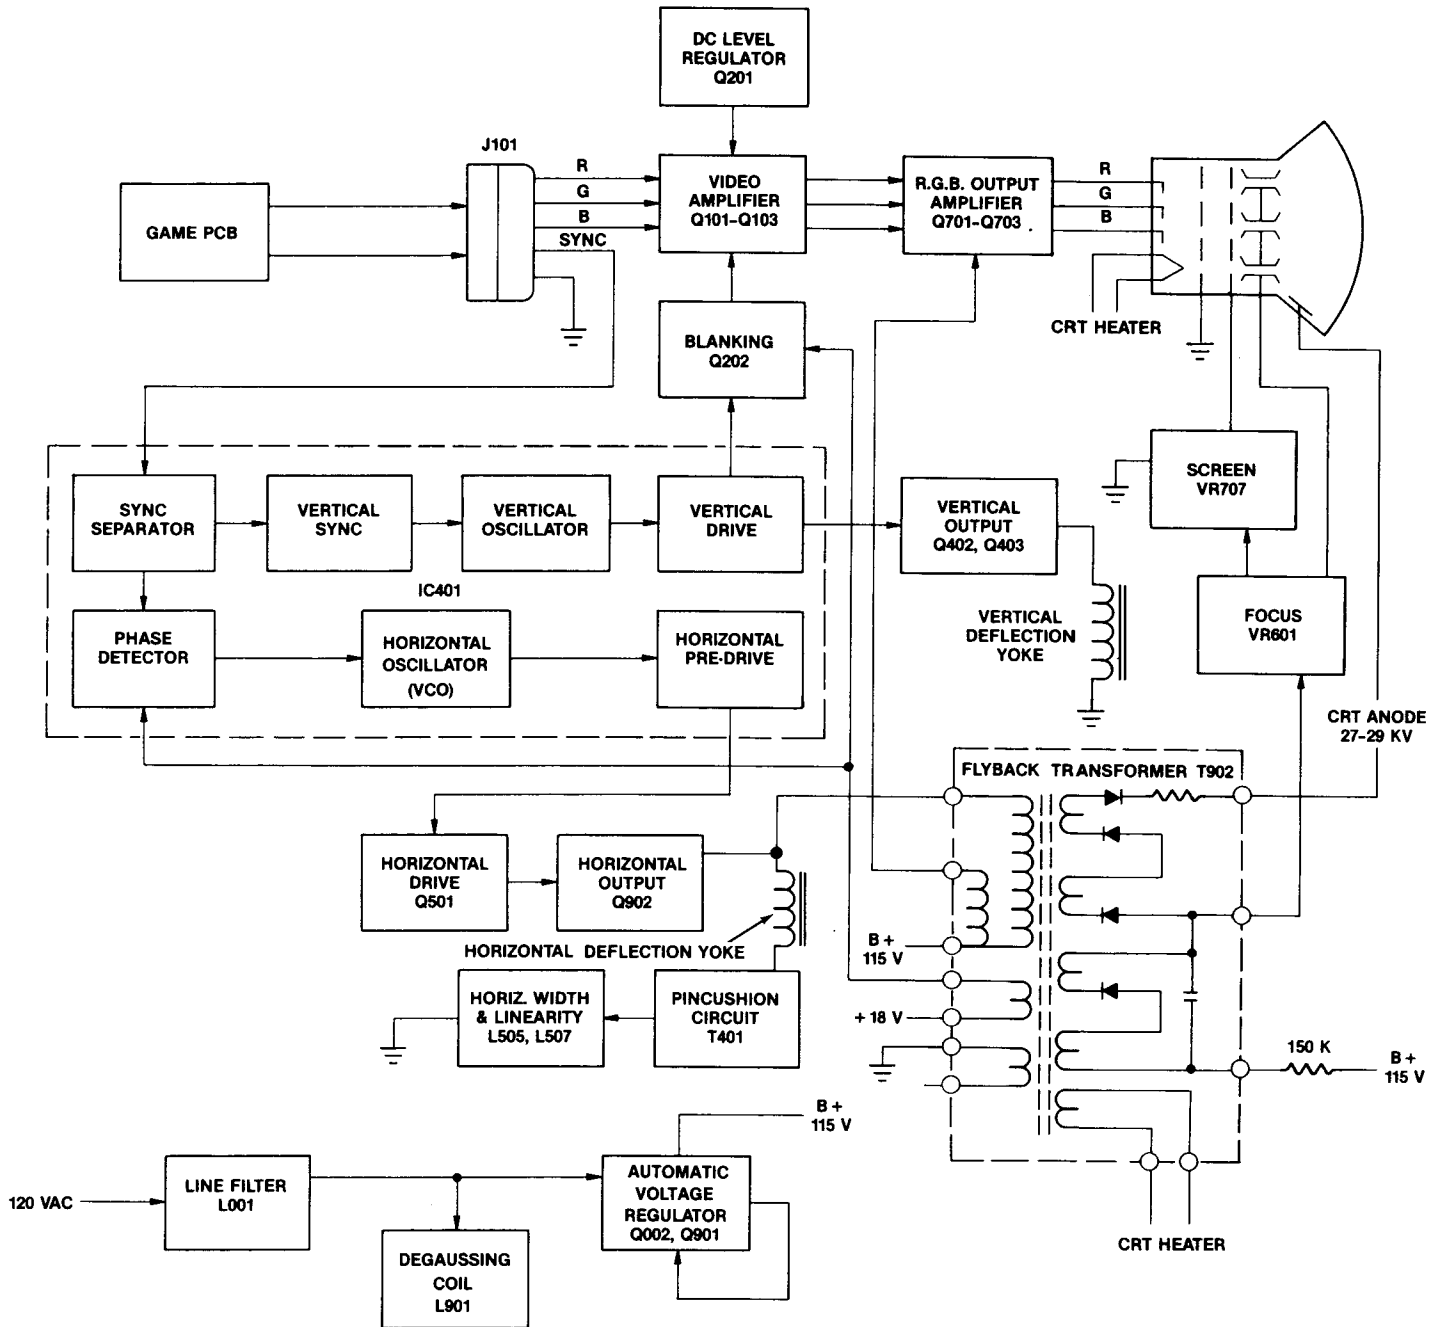 DC LEVEL
REGULATOR
Q201
J101
GAME PCB
R
G
B
SYNC
VIDEO
AMPLIFIER
Q101-Q103
R.G.B. OUTPUT
AMPLIFIER
Q701-Q703
R
G
B
CRT HEATER
BLANKING
Q202
SYNC
SEPARATOR
VERTICAL
SYNC
VERTICAL
OSCILLATOR
VERTICAL
DRIVE
VERTICAL
OUTPUT
Q402, Q403
SCREEN
VR707
IC401
PHASE
DETECTOR
HORIZONTAL
OSCILLATOR
(VCO)
HORIZONTAL
PRE-DRIVE
VERTICAL
DEFLECTION
YOKE
FOCUS
VR601
CRT ANODE
27-29 KV
FLYBACK TRANSFORMER T902
HORIZONTAL
DRIVE
Q501
HORIZONTAL
OUTPUT
Q902
HORIZONTAL DEFLECTION YOKE
B +
115 V
HORIZ. WIDTH
& LINEARITY
L505, L507
PINCUSHION
CIRCUIT
T401
+ 18 V
150 K
B +
115 V
B +
115 V
120 VAC
LINE FILTER
L001
AUTOMATIC
VOLTAGE
REGULATOR
Q002, Q901
DEGAUSSING
COIL
L901
CRT HEATER